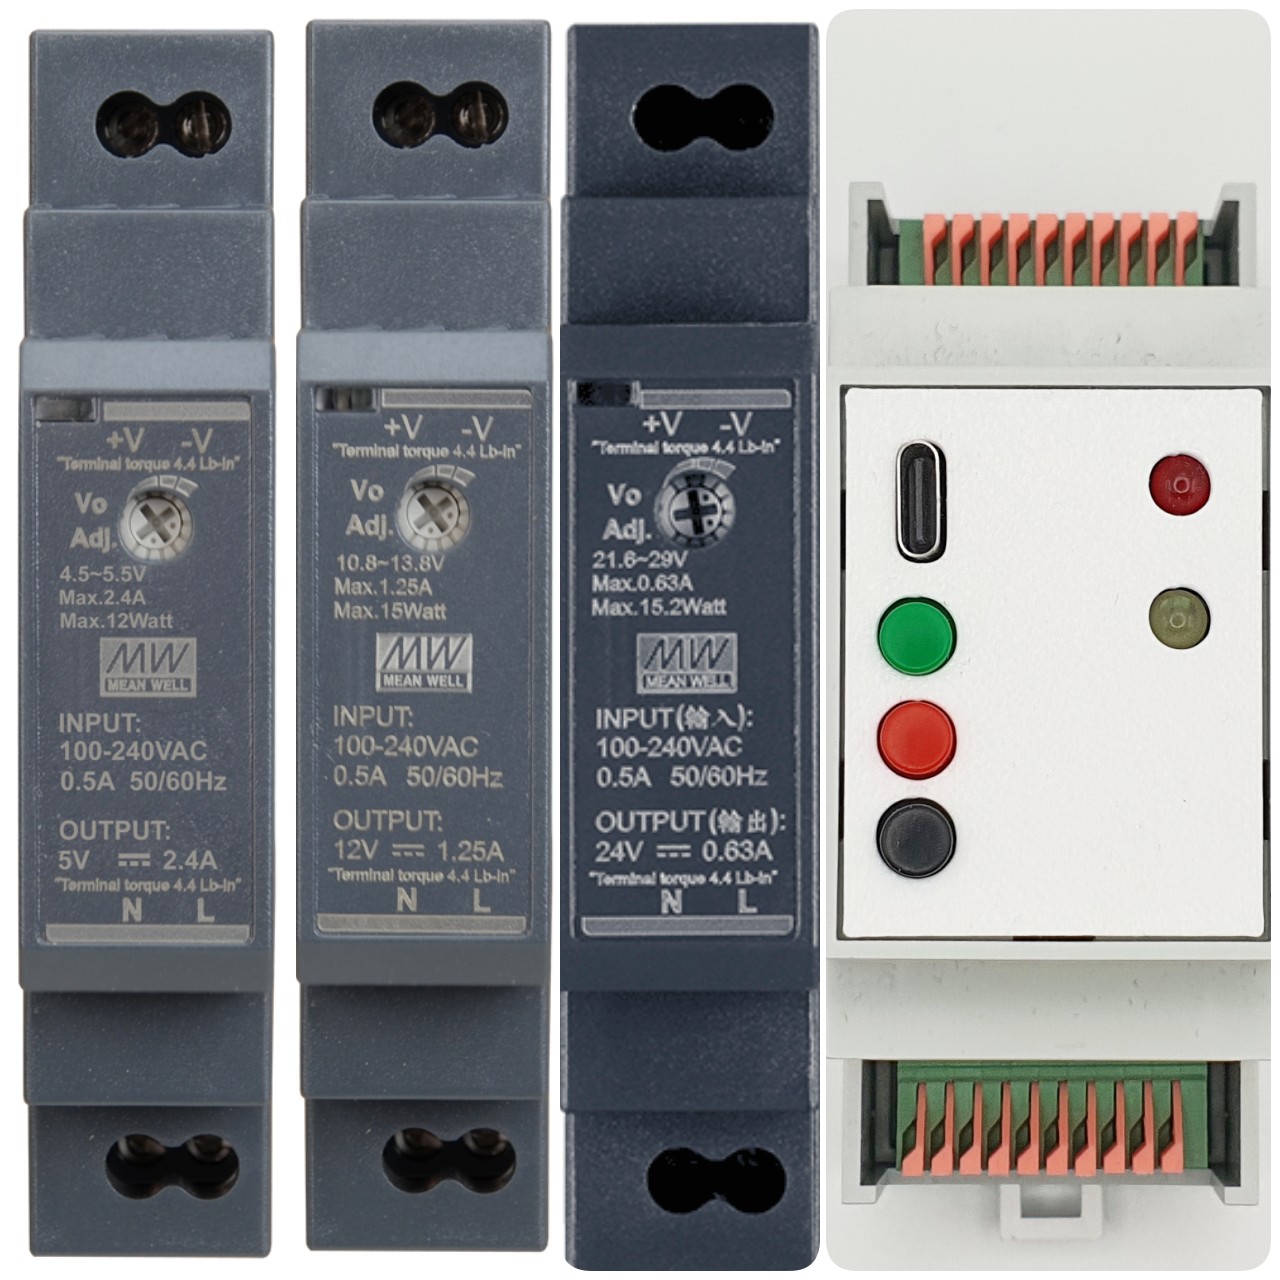 +V -V
"Terminal torque 4.4 Lb-in"
Vo
Adj.
4.5~5.5V
Max.2.4A
Max.12Watt
MW
MEAN WELL
INPUT:
100-240VAC
0.5A 50/60Hz
OUTPUT:
5V ⎓ 2.4A
"Terminal torque 4.4 Lb-in"
N L
+V -V
"Terminal torque 4.4 Lb-in"
Vo
Adj.
10.8~13.8V
Max.1.25A
Max.15Watt
MW
MEAN WELL
INPUT:
100-240VAC
0.5A 50/60Hz
OUTPUT:
12V ⎓ 1.25A
"Terminal torque 4.4 Lb-in"
N L
+V -V
"Terminal torque 4.4 Lb-in"
Vo
Adj.
21.6~29V
Max.0.63A
Max.15.2Watt
MW
MEAN WELL
INPUT(輸入):
100-240VAC
0.5A 50/60Hz
OUTPUT(輸出):
24V ⎓ 0.63A
"Terminal torque 4.4 Lb-in"
N L